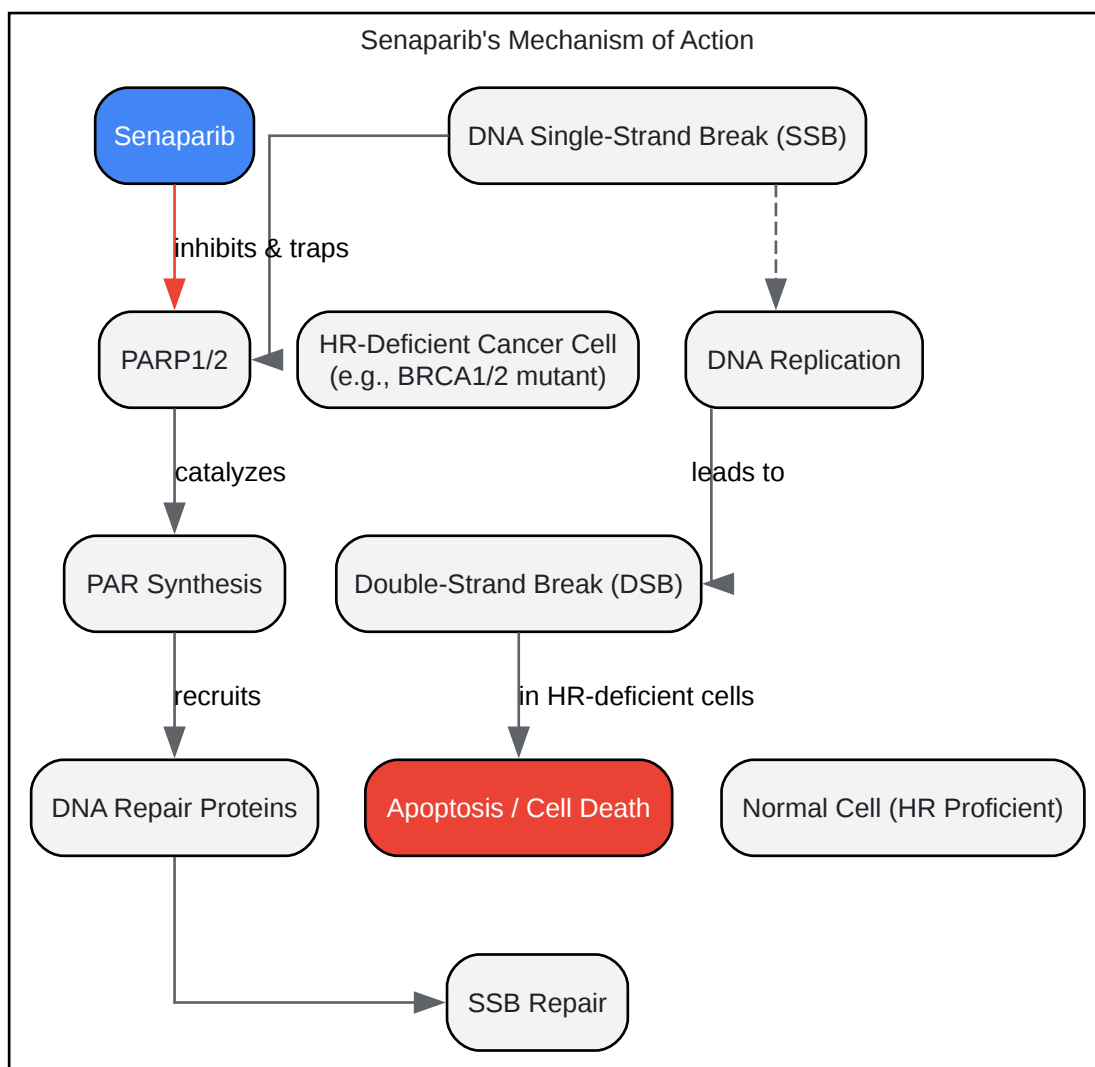 Senaparib's Mechanism of Action
Senaparib
DNA Single-Strand Break (SSB)
inhibits & traps
PARP1/2
HR-Deficient Cancer Cell
(e.g., BRCA1/2 mutant)
DNA Replication
catalyzes
leads to
PAR Synthesis
Double-Strand Break (DSB)
recruits
in HR-deficient cells
DNA Repair Proteins
Apoptosis / Cell Death
Normal Cell (HR Proficient)
SSB Repair